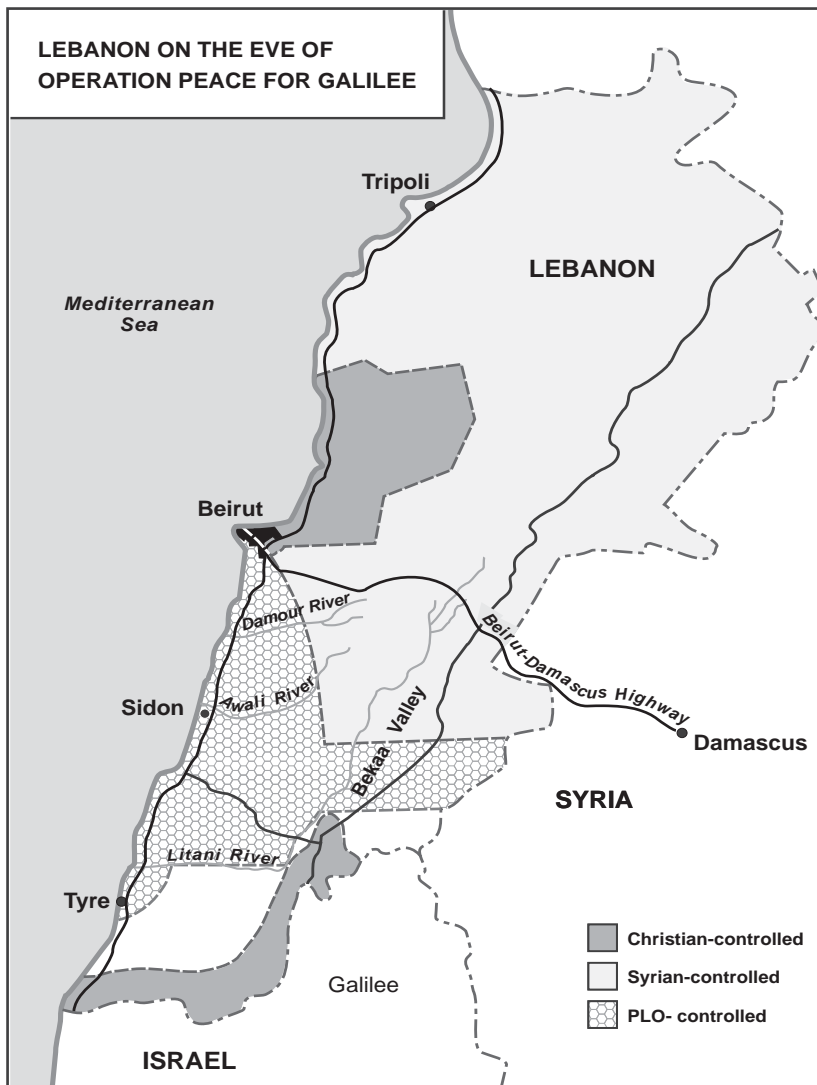 LEBANON ON THE EVE OF
OPERATION PEACE FOR GALILEE
Tripoli
LEBANON
Mediterranean
Sea
Beirut
Damour River
Beirut-Damascus Highway
Awali River
Sidon
Bekaa Valley
Damascus
SYRIA
Litani River
Tyre
Christian-controlled
Syrian-controlled
Galilee
PLO- controlled
ISRAEL